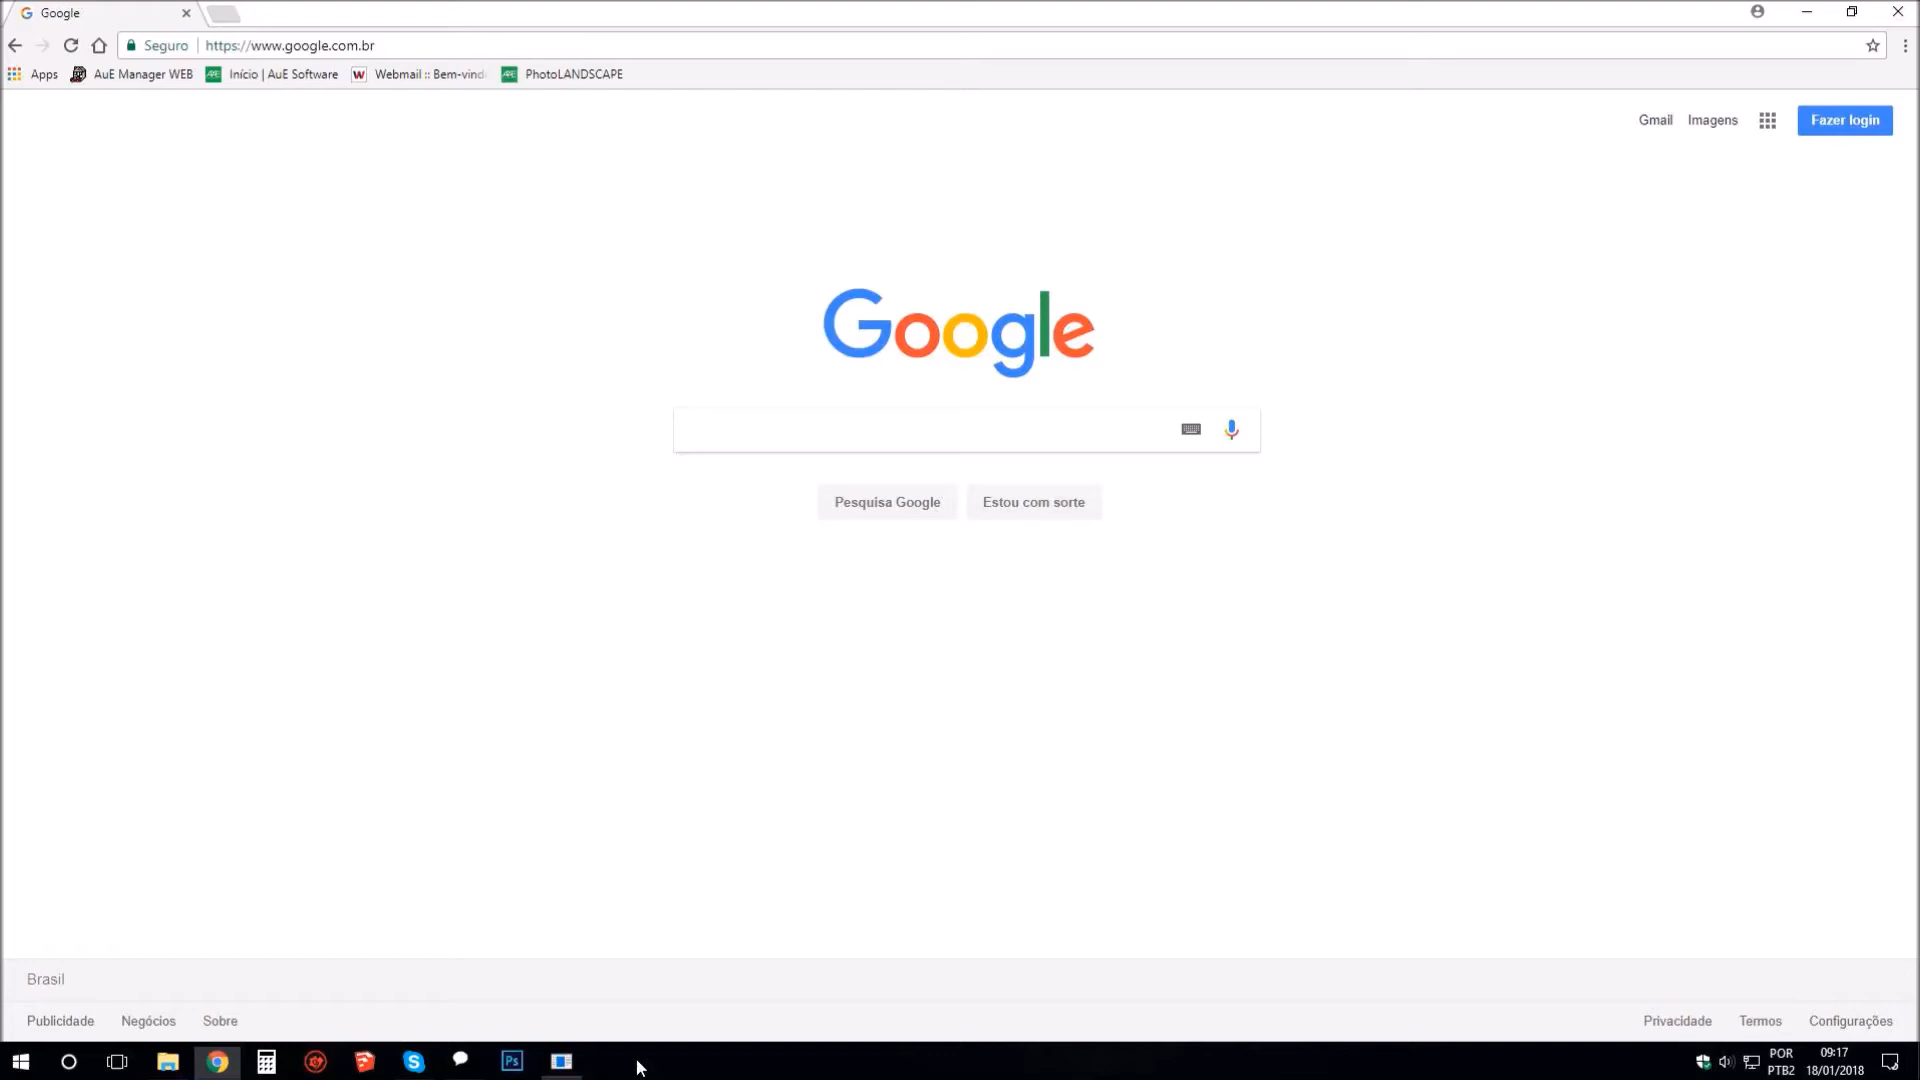 Google
Seguro https://www.google.com.br
Apps AuE Manager WEB Início | AuE Software Webmail :: Bem-vind PhotoLANDSCAPE
Gmail Imagens Fazer login
Google
Pesquisa Google Estou com sorte
Brasil
Publicidade Negócios Sobre Privacidade Termos Configurações
Ps POR 09:17
PTB2 18/01/2018